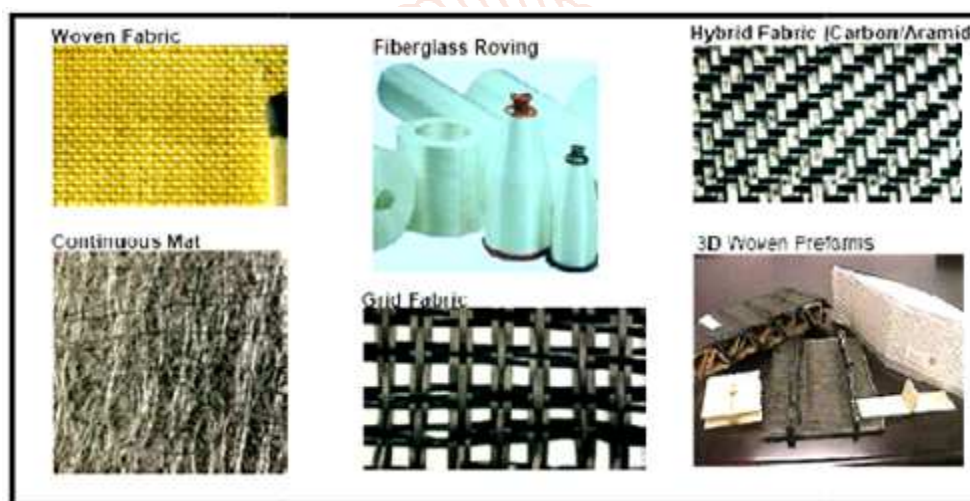 Woven Fabric
Fiberglass Roving
Hybrid Fabric (Carbon/Aramid
Continuous Mat
Grid Fabric
3D Woven Preforms